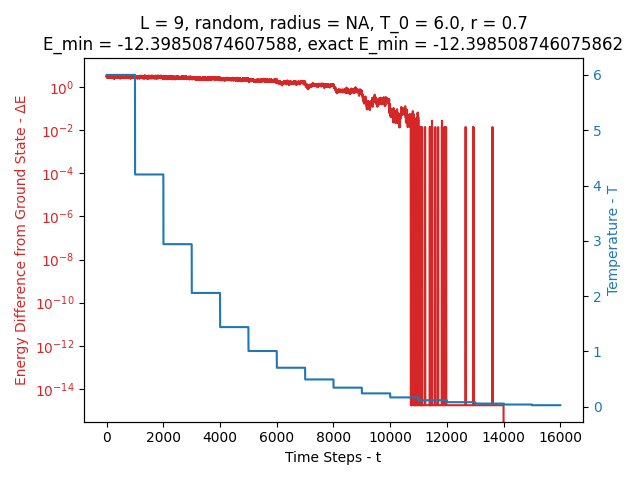 L = 9, random, radius = NA, T_0 = 6.0, r = 0.7
E_min = -12.39850874607588, exact E_min = -12.398508746075862
Energy Difference from Ground State - ΔE
10^0
10^-2
10^-4
10^-6
10^-8
10^-10
10^-12
10^-14
6
5
4
3
2
1
0
Temperature - T
0 2000 4000 6000 8000 10000 12000 14000 16000
Time Steps - t